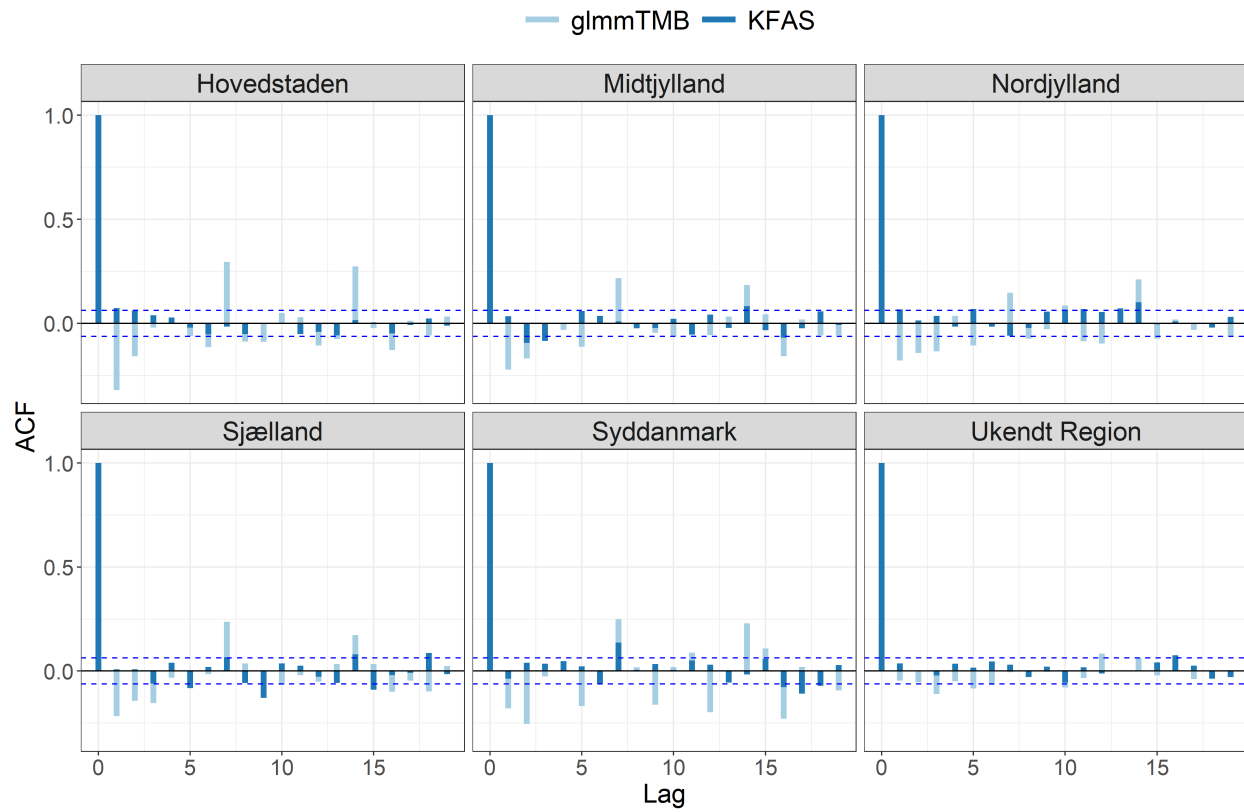 glmmTMB KFAS
Hovedstaden Midtjylland Nordjylland
1.0
0.5
0.0
Sjælland Syddanmark Ukendt Region
1.0
0.5
0.0
ACF
0 5 10 15 0 5 10 15 0 5 10 15
Lag